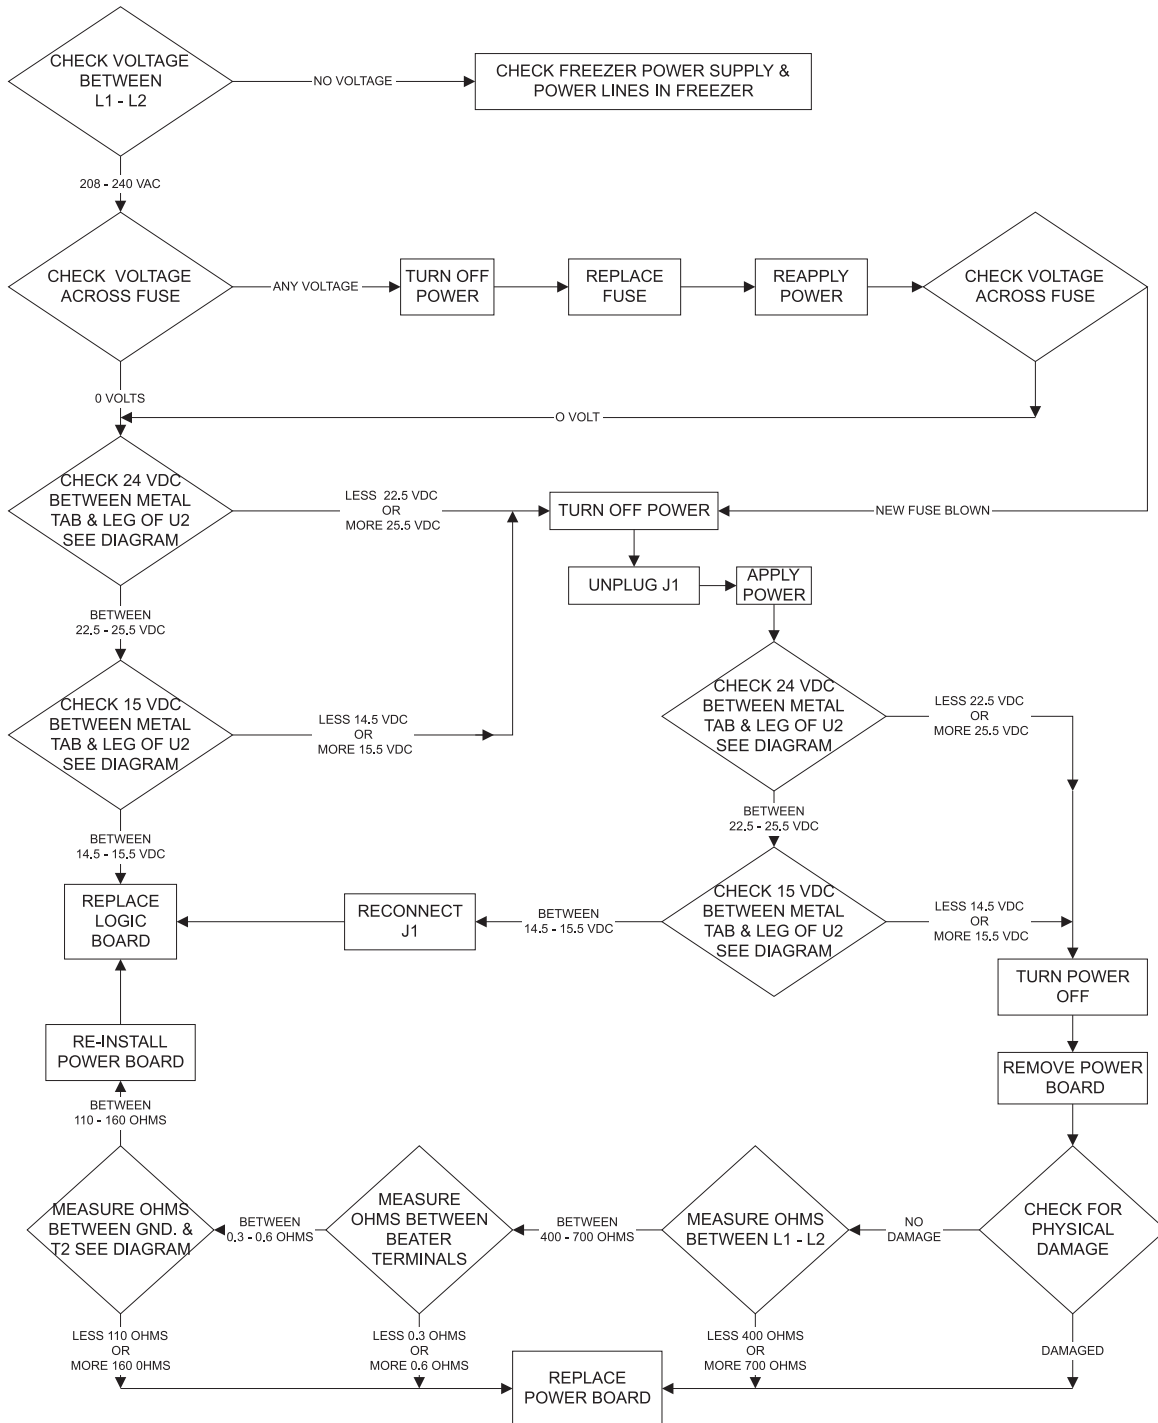 CHECK VOLTAGE
BETWEEN
L1 - L2
NO VOLTAGE
CHECK FREEZER POWER SUPPLY &
POWER LINES IN FREEZER
208 - 240 VAC
CHECK VOLTAGE
ACROSS FUSE
ANY VOLTAGE
TURN OFF
POWER
REPLACE
FUSE
REAPPLY
POWER
CHECK VOLTAGE
ACROSS FUSE
0 VOLTS
O VOLT
CHECK 24 VDC
BETWEEN METAL
TAB & LEG OF U2
SEE DIAGRAM
LESS 22.5 VDC
OR
MORE 25.5 VDC
TURN OFF POWER
NEW FUSE BLOWN
UNPLUG J1
APPLY
POWER
BETWEEN
22.5 - 25.5 VDC
CHECK 15 VDC
BETWEEN METAL
TAB & LEG OF U2
SEE DIAGRAM
LESS 14.5 VDC
OR
MORE 15.5 VDC
CHECK 24 VDC
BETWEEN METAL
TAB & LEG OF U2
SEE DIAGRAM
LESS 22.5 VDC
OR
MORE 25.5 VDC
BETWEEN
14.5 - 15.5 VDC
BETWEEN
22.5 - 25.5 VDC
REPLACE
LOGIC
BOARD
RECONNECT
J1
BETWEEN
14.5 - 15.5 VDC
CHECK 15 VDC
BETWEEN METAL
TAB & LEG OF U2
SEE DIAGRAM
LESS 14.5 VDC
OR
MORE 15.5 VDC
TURN POWER
OFF
RE-INSTALL
POWER BOARD
REMOVE POWER
BOARD
BETWEEN
110 - 160 OHMS
MEASURE OHMS
BETWEEN GND. &
T2 SEE DIAGRAM
BETWEEN
0.3 - 0.6 OHMS
MEASURE
OHMS BETWEEN
BEATER
TERMINALS
BETWEEN
400 - 700 OHMS
MEASURE OHMS
BETWEEN L1 - L2
NO
DAMAGE
CHECK FOR
PHYSICAL
DAMAGE
LESS 110 OHMS
OR
MORE 160 0HMS
LESS 0.3 OHMS
OR
MORE 0.6 OHMS
LESS 400 OHMS
OR
MORE 700 OHMS
DAMAGED
REPLACE
POWER BOARD